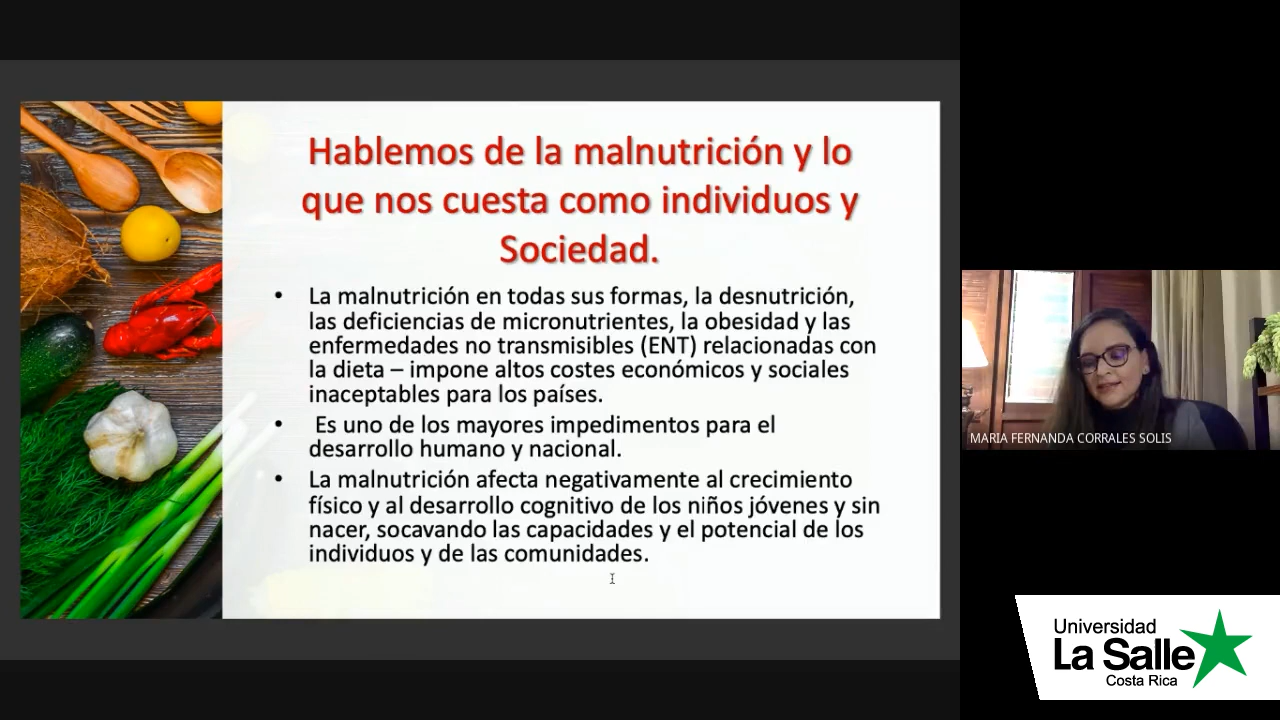 Hablemos de la malnutrición y lo
que nos cuesta como individuos y
Sociedad.
• La malnutrición en todas sus formas, la desnutrición,
las deficiencias de micronutrientes, la obesidad y las
enfermedades no transmisibles (ENT) relacionadas con
la dieta – impone altos costes económicos y sociales
inaceptables para los países.
• Es uno de los mayores impedimentos para el
desarrollo humano y nacional.
• La malnutrición afecta negativamente al crecimiento
físico y al desarrollo cognitivo de los niños jóvenes y sin
nacer, socavando las capacidades y el potencial de los
individuos y de las comunidades.
MARIA FERNANDA CORRALES SOLIS
Universidad
La Salle
Costa Rica